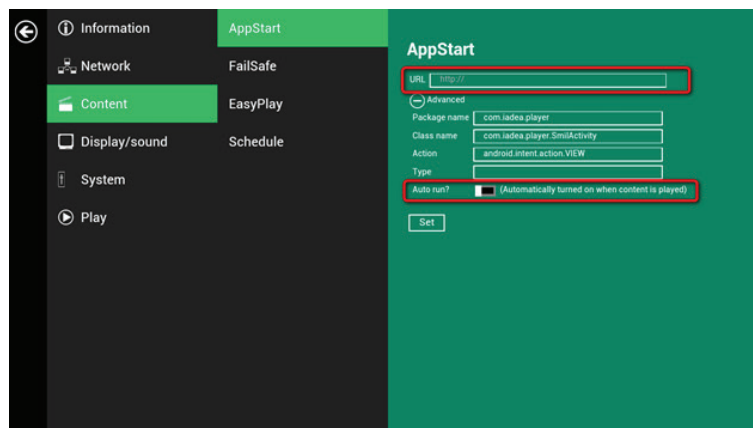 Information
Network
Content
Display/sound
System
Play
AppStart
FailSafe
EasyPlay
Schedule
AppStart
URL http://
Advanced
Package name com.iadea.player
Class name com.iadea.player.SmilActivity
Action android.intent.action.VIEW
Type
Auto run? (Automatically turned on when content is played)
Set